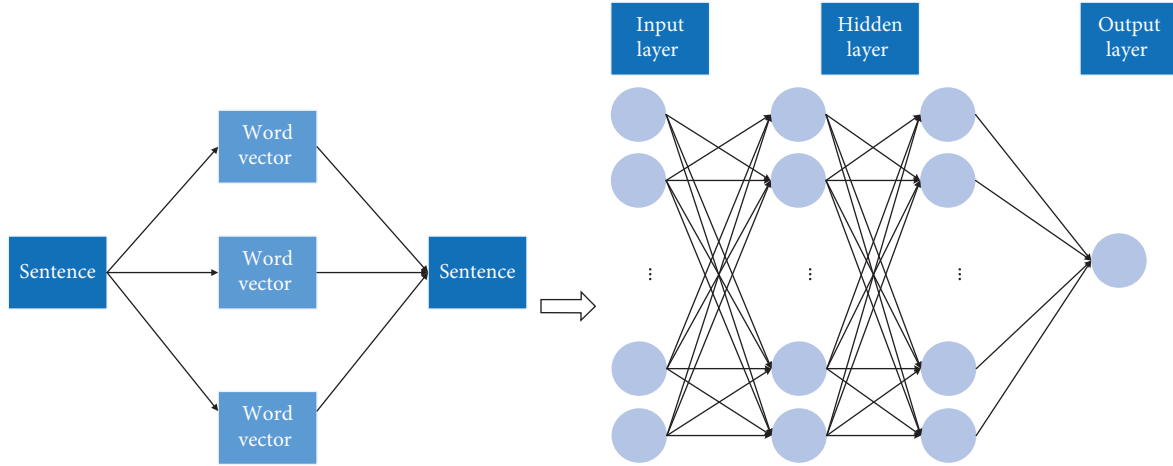 Sentence
Word
vector
Word
vector
Word
vector
Sentence
Input
layer
Hidden
layer
Output
layer
...
...
...